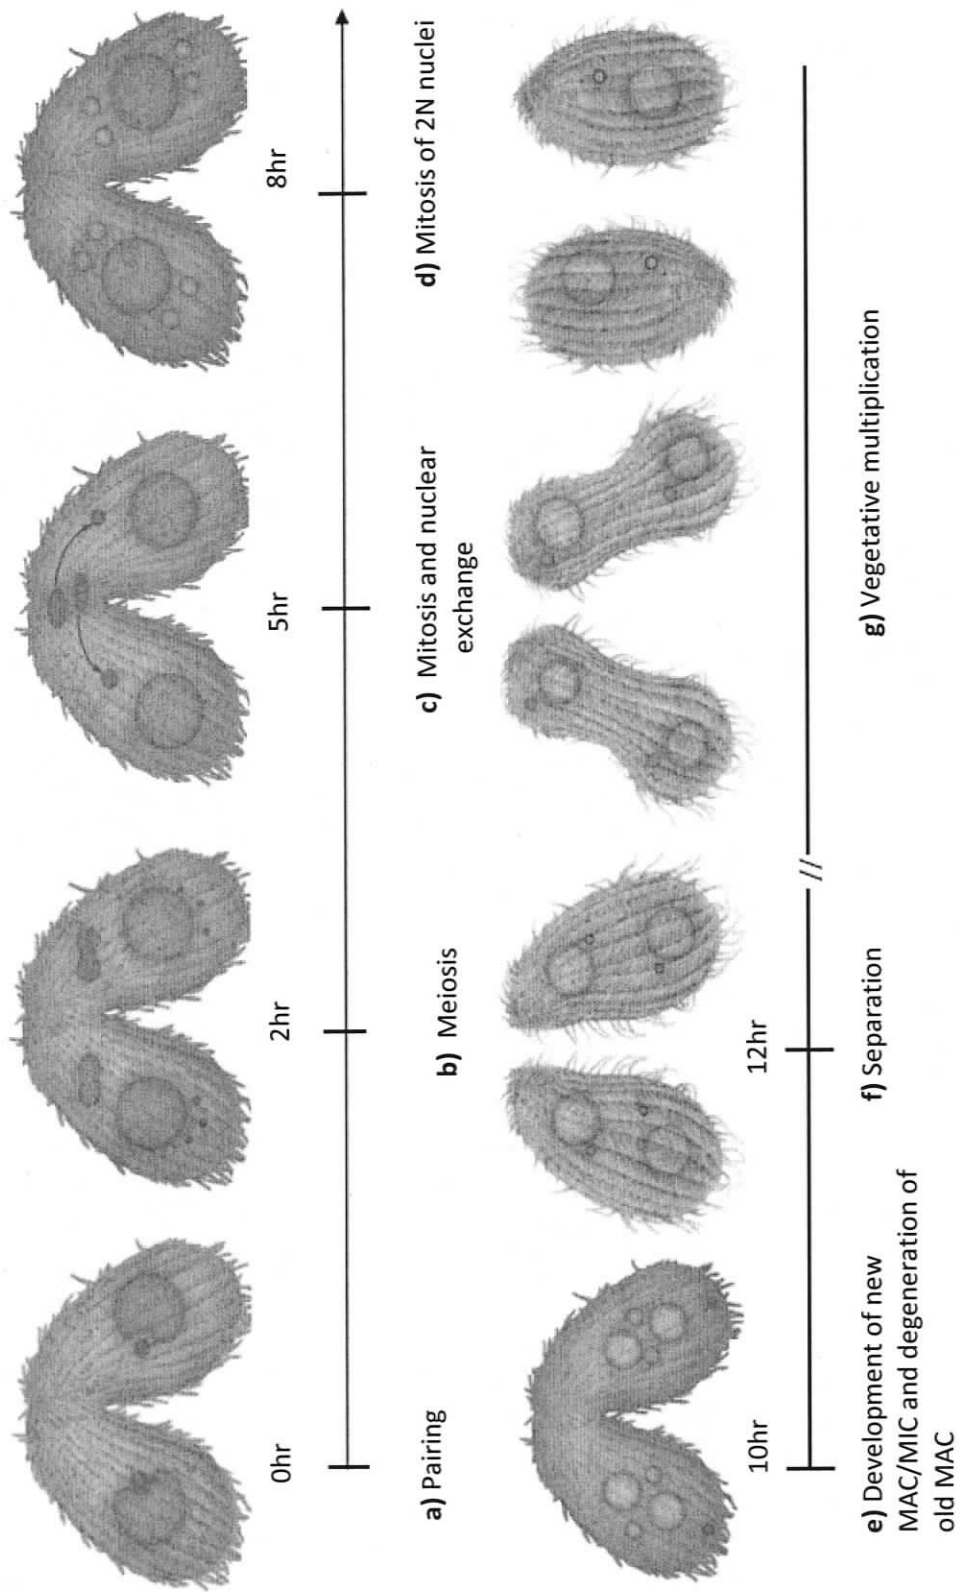 0hr
2hr
5hr
8hr
a) Pairing
b) Meiosis
c) Mitosis and nuclear
exchange
d) Mitosis of 2N nuclei
10hr
12hr
//
e) Development of new
MAC/MIC and degeneration of
old MAC
f) Separation
g) Vegetative multiplication